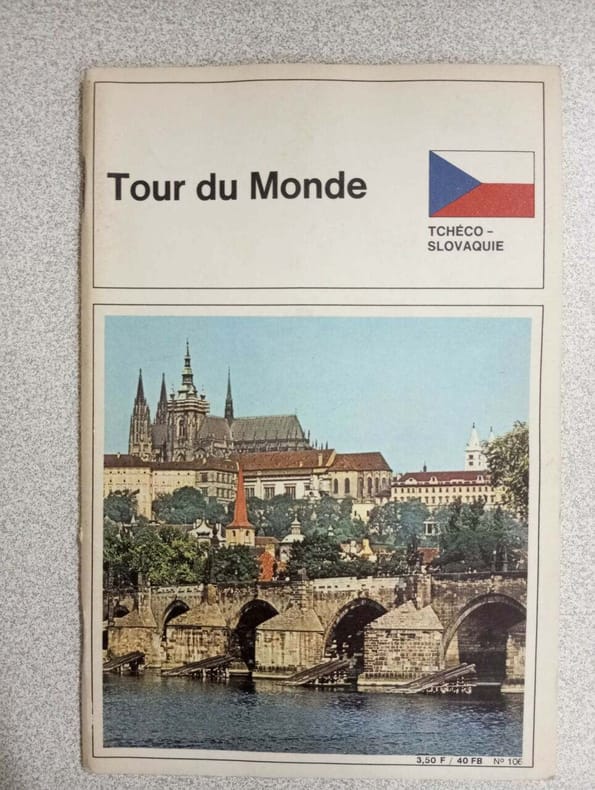 Tour du Monde
TCHÉCO –
SLOVAQUIE
3,50 F / 40 FB Nº 106